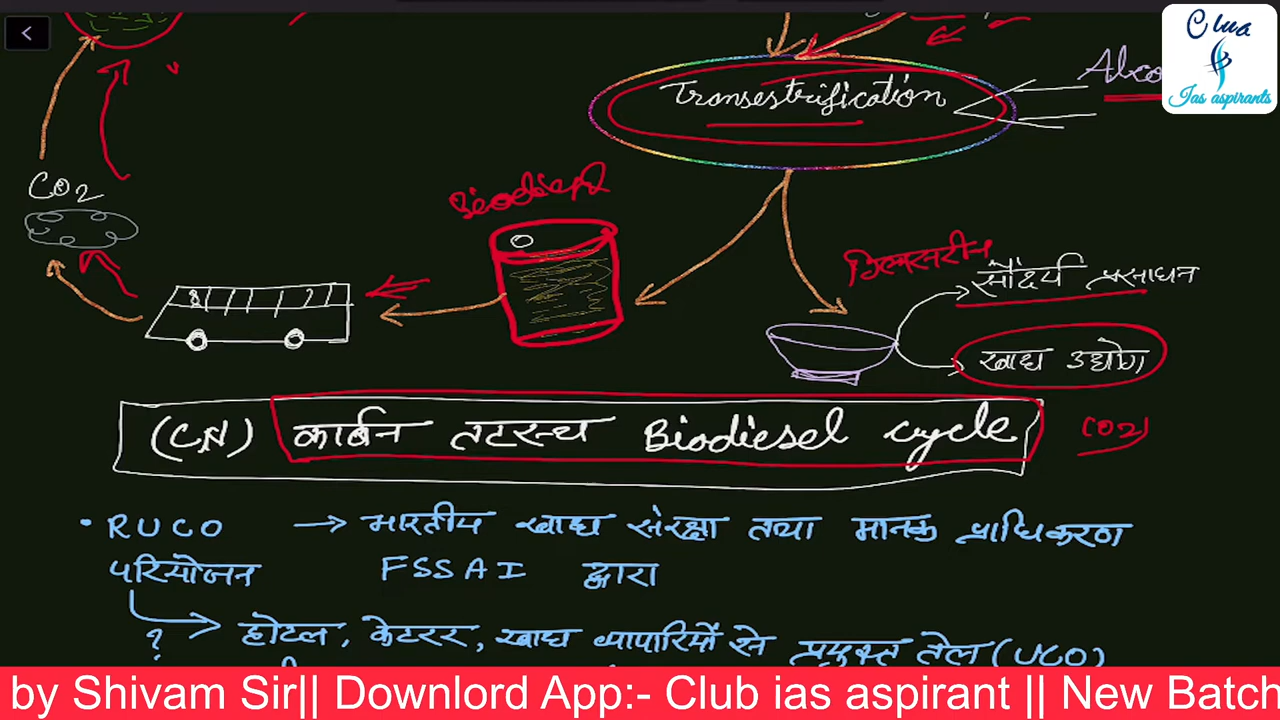 Clua
Ias aspirants
Transestrification
CO2
Biodiesel
सौंदर्य प्रसाधन
खाद्य उद्योग
(CN) कार्बन तटस्थ Biodiesel cycle
CO2
• RUCO → भारतीय खाद्य संरक्षा तथा मानक प्राधिकरण
परियोजन FSSAI द्वारा
? होटल, केटरर, खाद्य व्यापारियों से प्रयुक्त तेल (UCO)
by Shivam Sir|| Downlord App:- Club ias aspirant || New Batch